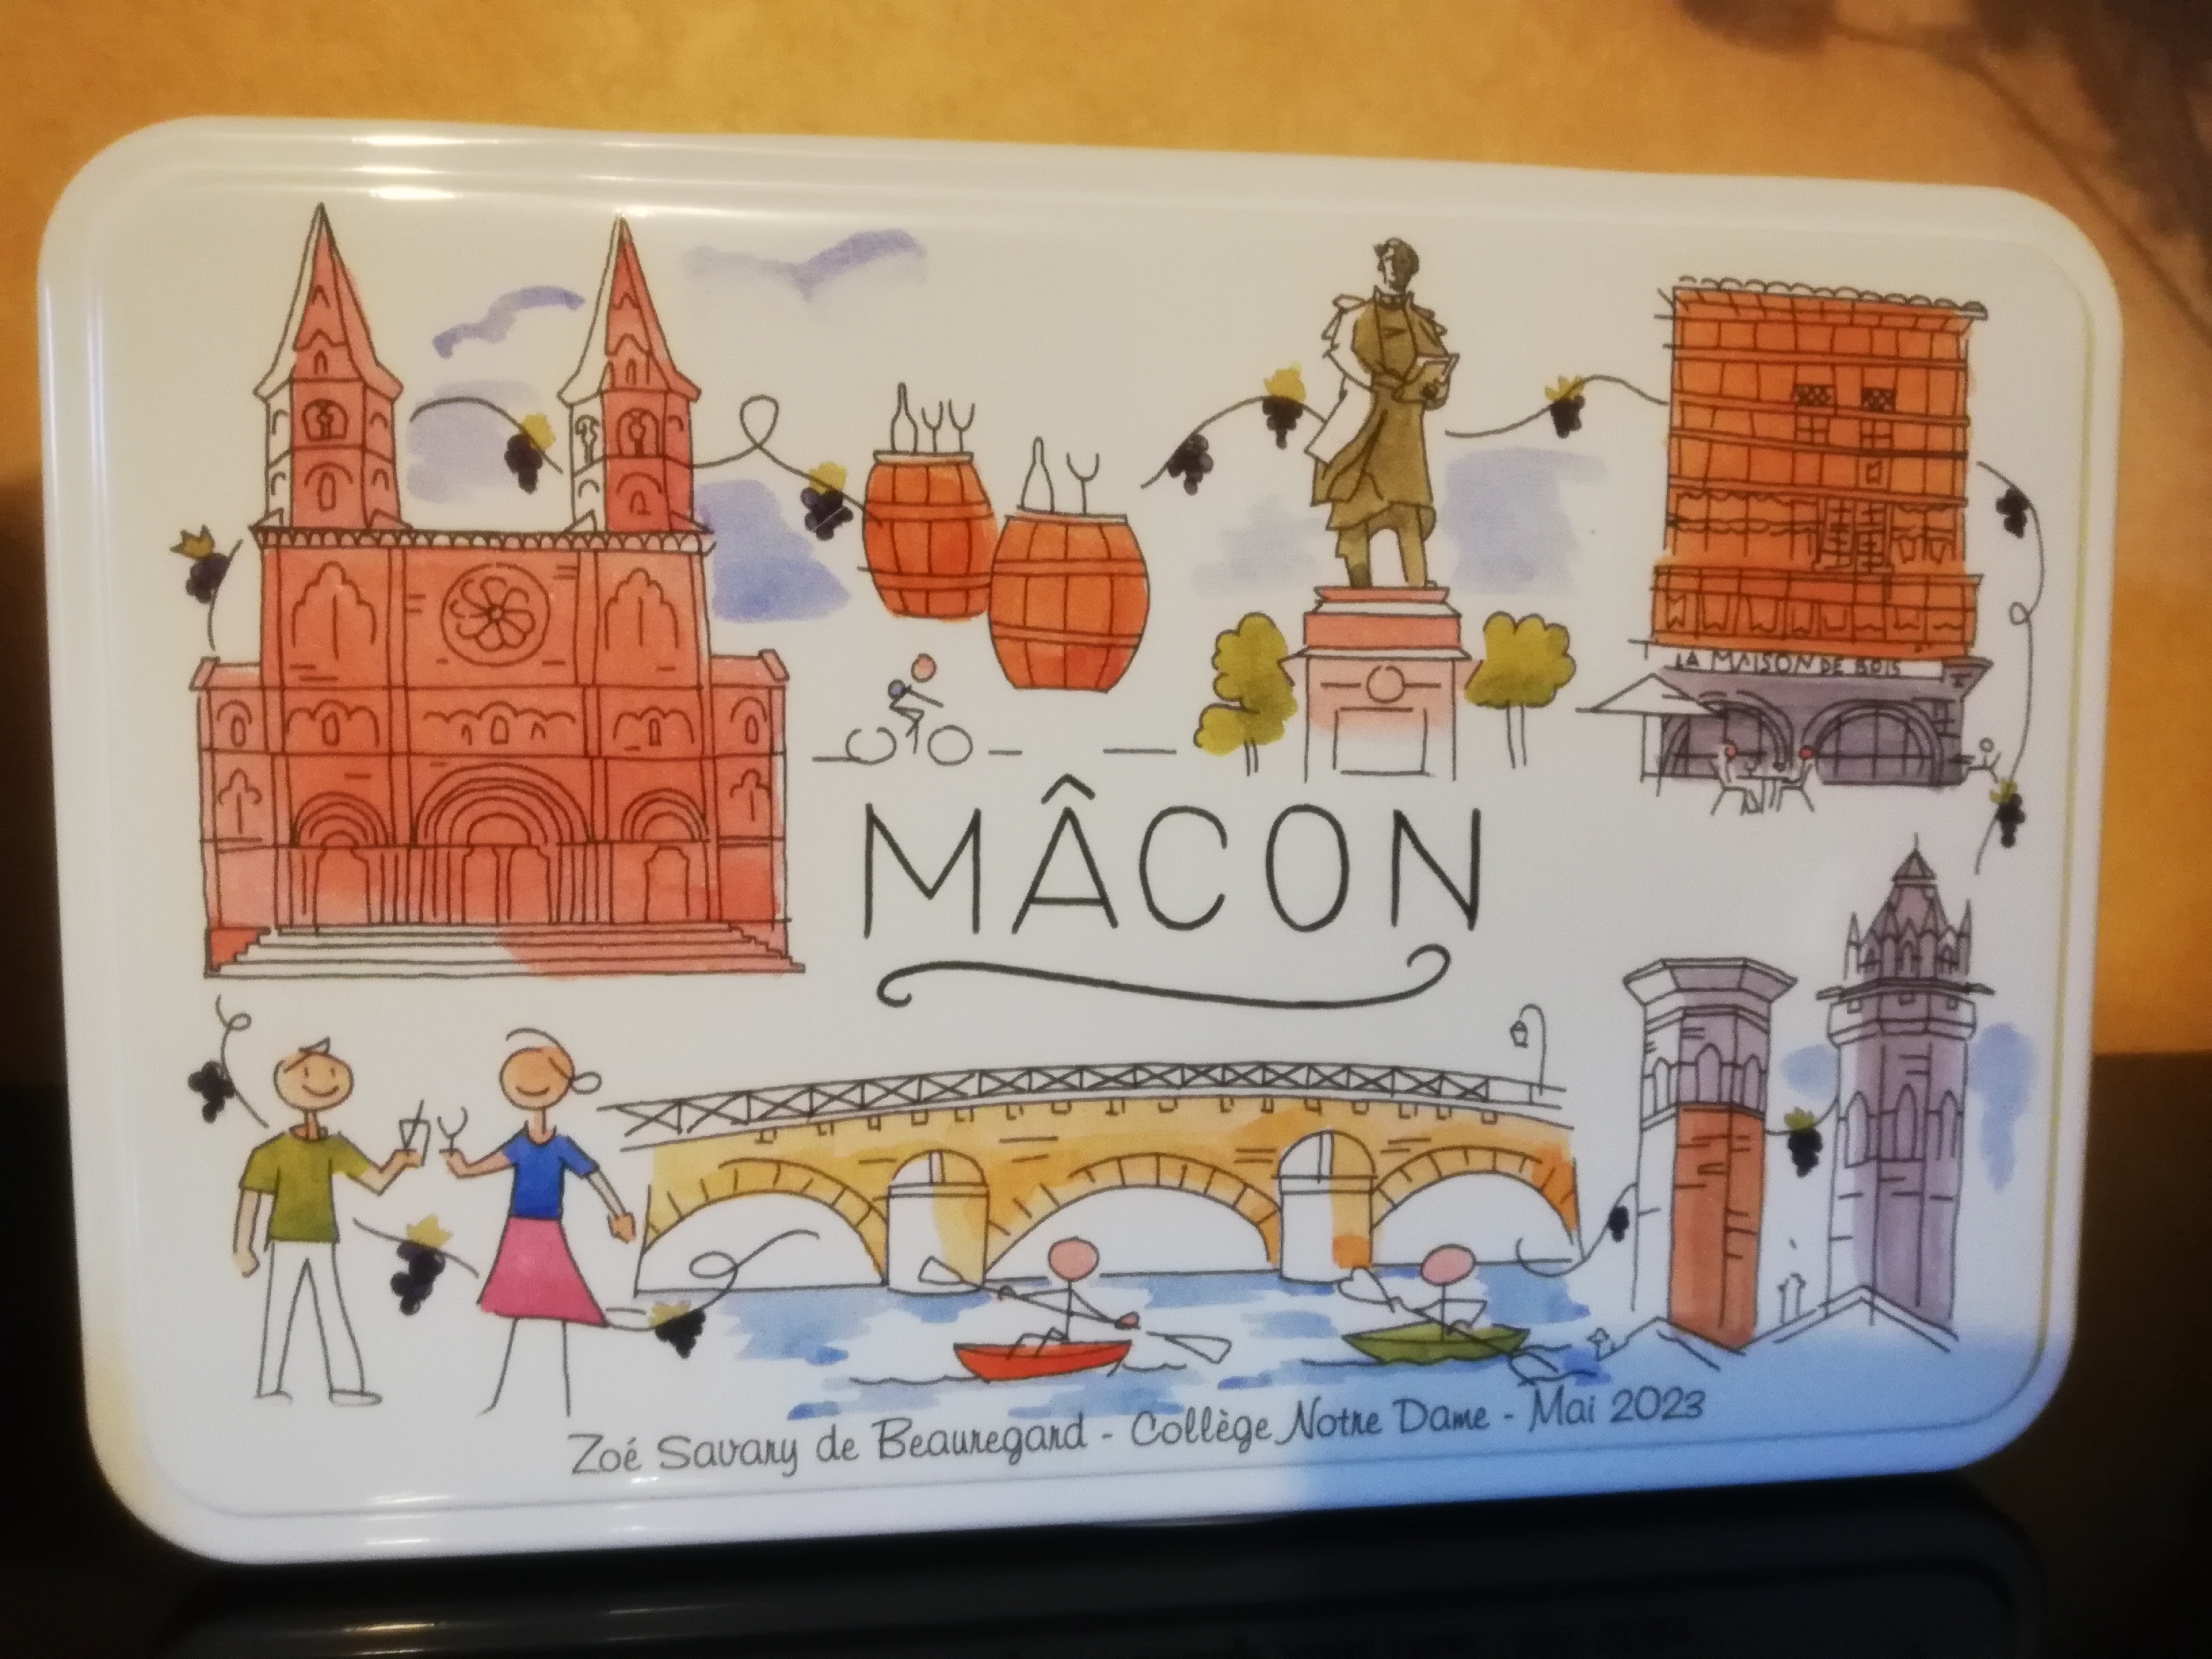 LA MAISON DE BOIS
MÂCON
Zoé Savary de Beauregard - Collège Notre Dame - Mai 2023